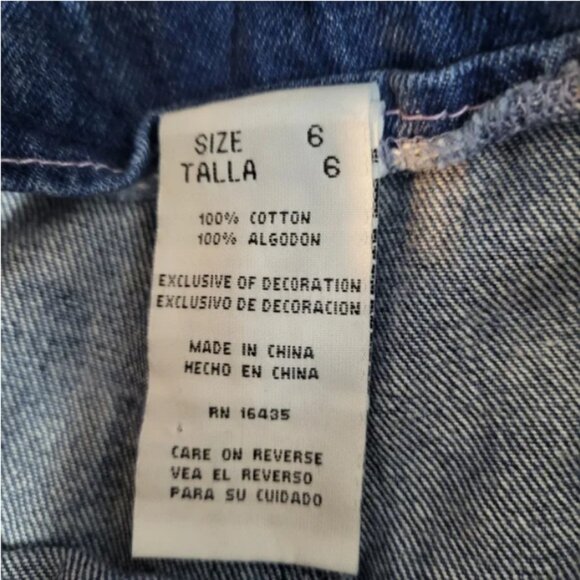 SIZE 6
TALLA 6
100% COTTON
100% ALGODON
EXCLUSIVE OF DECORATION
EXCLUSIVO DE DECORACION
MADE IN CHINA
HECHO EN CHINA
RN 16435
CARE ON REVERSE
VEA EL REVERSO
PARA SU CUIDADO